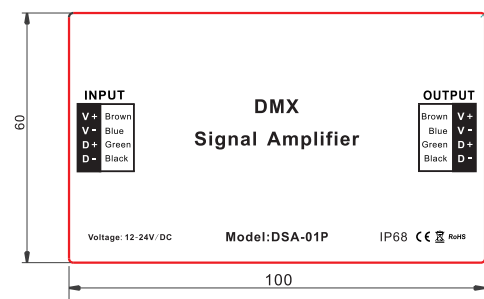 60
INPUT
V+ Brown
V- Blue
D+ Green
D- Black
DMX
Signal Amplifier
OUTPUT
Brown V+
Blue V-
Green D+
Black D-
Voltage: 12-24V/DC
Model:DSA-01P
IP68 CE RoHS
100